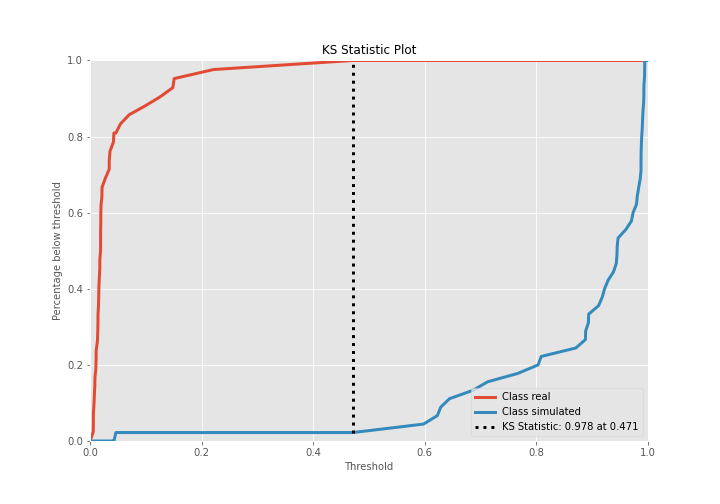 KS Statistic Plot
1.0
0.8
0.6
0.4
0.2
0.0
Percentage below threshold
Class real
Class simulated
KS Statistic: 0.978 at 0.471
0.0 0.2 0.4 0.6 0.8 1.0
Threshold